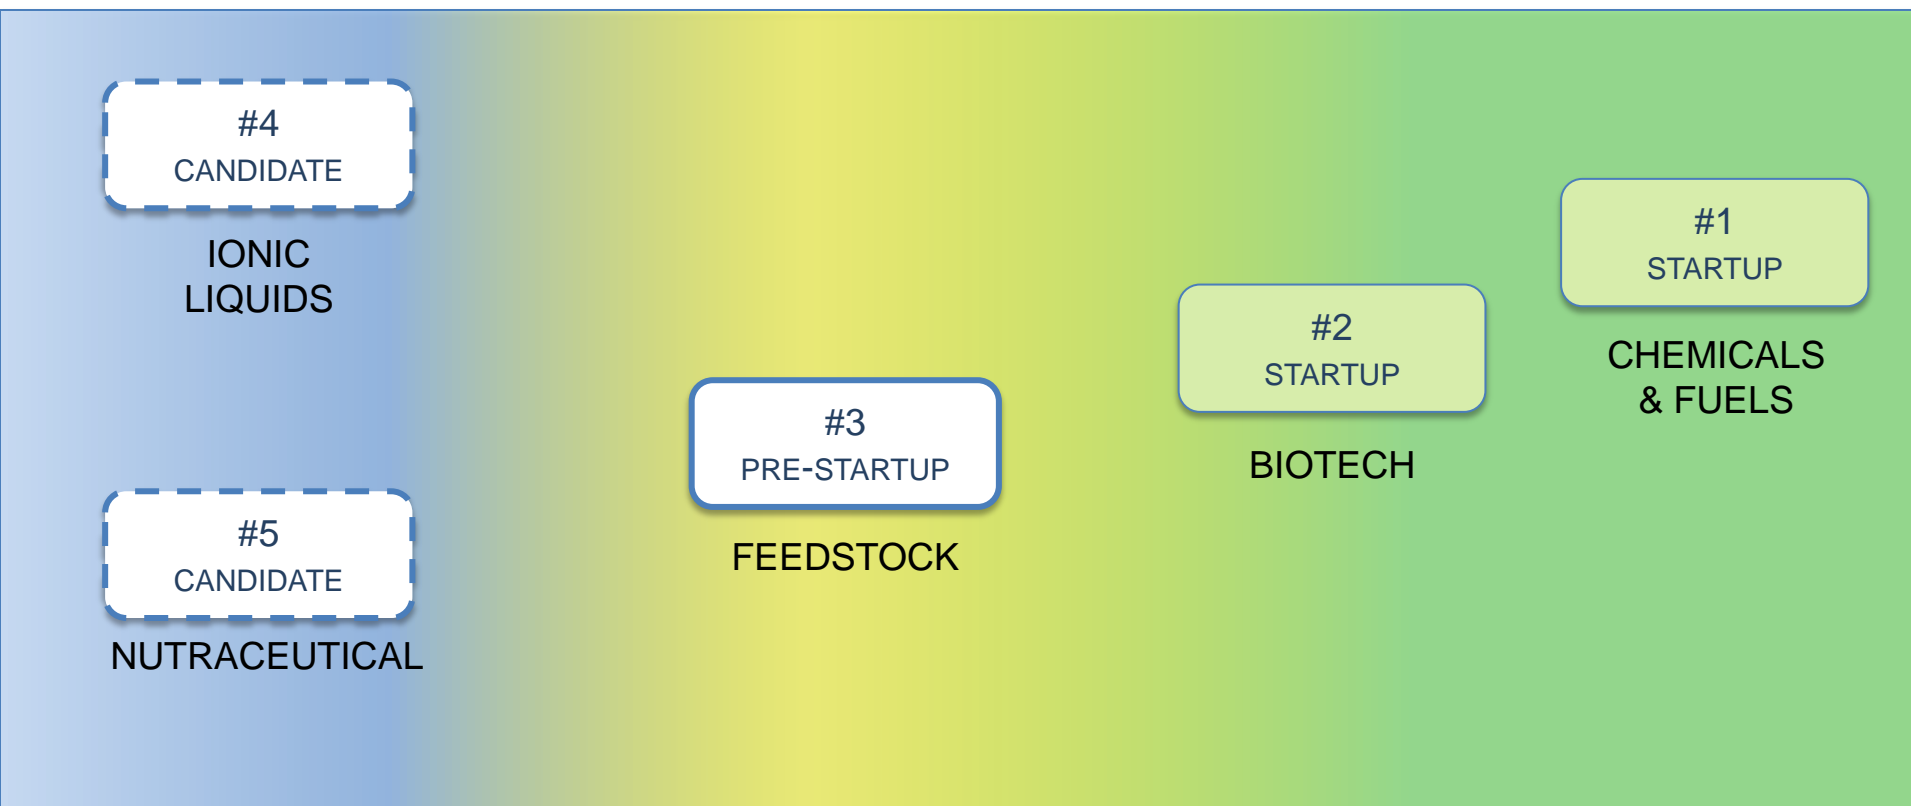 #4
CANDIDATE
IONIC
LIQUIDS
#5
CANDIDATE
NUTRACEUTICAL
#3
PRE-STARTUP
FEEDSTOCK
#2
STARTUP
BIOTECH
#1
STARTUP
CHEMICALS
& FUELS